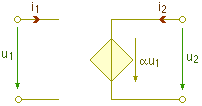 i₁ i₂
u₁ αu₁ u₂